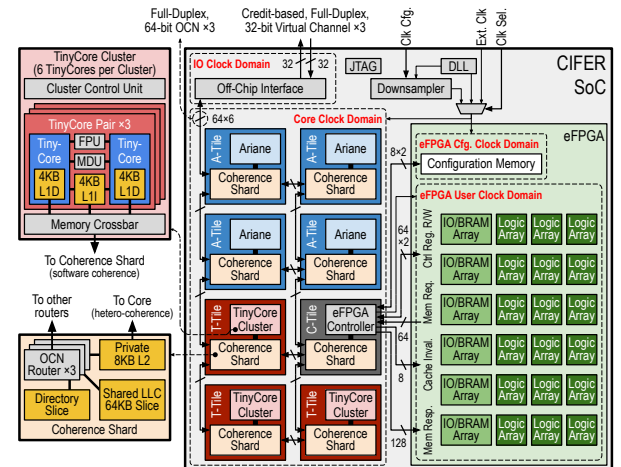 Full-Duplex,
64-bit OCN ×3
Credit-based, Full-Duplex,
32-bit Virtual Channel ×3
Clk Cfg.
Ext. Clk
Clk Sel.
TinyCore Cluster
(6 TinyCores per Cluster)
Cluster Control Unit
TinyCore Pair ×3
Tiny-
Core
FPU
MDU
Tiny-
Core
4KB
L1D
4KB
L1I
4KB
L1D
Memory Crossbar
To Coherence Shard
(software coherence)
To other
routers
To Core
(hetero-coherence)
OCN
Router ×3
Private
8KB L2
Directory
Slice
Shared LLC
64KB Slice
Coherence Shard
IO Clock Domain
32
32
Off-Chip Interface
JTAG
DLL
Downsampler
CIFER
SoC
64×6
Core Clock Domain
A-Tile
Ariane
Coherence
Shard
A-Tile
Ariane
Coherence
Shard
A-Tile
Ariane
Coherence
Shard
A-Tile
Ariane
Coherence
Shard
T-Tile
TinyCore
Cluster
Coherence
Shard
C-Tile
eFPGA
Controller
Coherence
Shard
T-Tile
TinyCore
Cluster
Coherence
Shard
T-Tile
TinyCore
Cluster
Coherence
Shard
8×2
64
×2
64
8
128
eFPGA
eFPGA Cfg. Clock Domain
Configuration Memory
eFPGA User Clock Domain
Ctrl Reg. R/W
Mem Req.
Cache Inval.
Mem Resp.
IO/BRAM
Array
Logic
Array
Logic
Array
Logic
Array
IO/BRAM
Array
Logic
Array
Logic
Array
Logic
Array
IO/BRAM
Array
Logic
Array
Logic
Array
Logic
Array
IO/BRAM
Array
Logic
Array
Logic
Array
Logic
Array
IO/BRAM
Array
Logic
Array
Logic
Array
Logic
Array
IO/BRAM
Array
Logic
Array
Logic
Array
Logic
Array